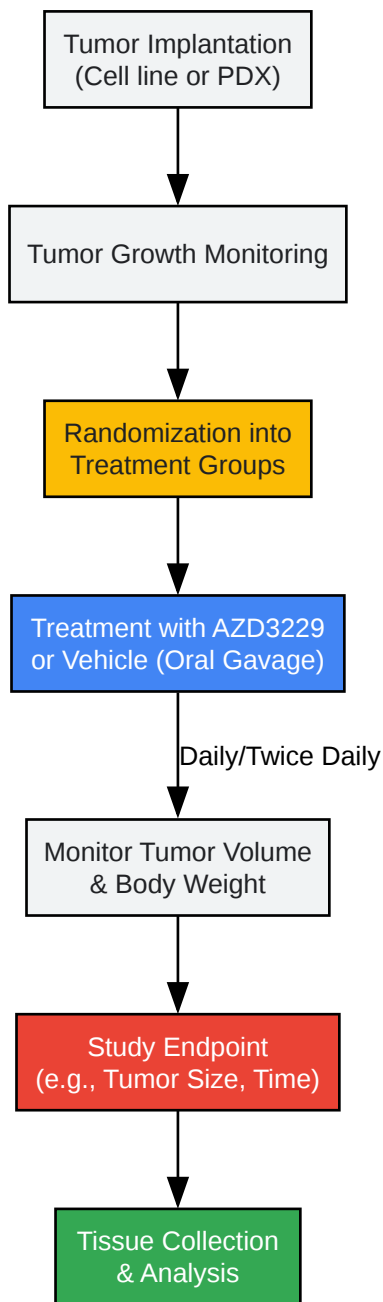 Tumor Implantation
(Cell line or PDX)
Tumor Growth Monitoring
Randomization into
Treatment Groups
Treatment with AZD3229
or Vehicle (Oral Gavage)
Daily/Twice Daily
Monitor Tumor Volume
& Body Weight
Study Endpoint
(e.g., Tumor Size, Time)
Tissue Collection
& Analysis